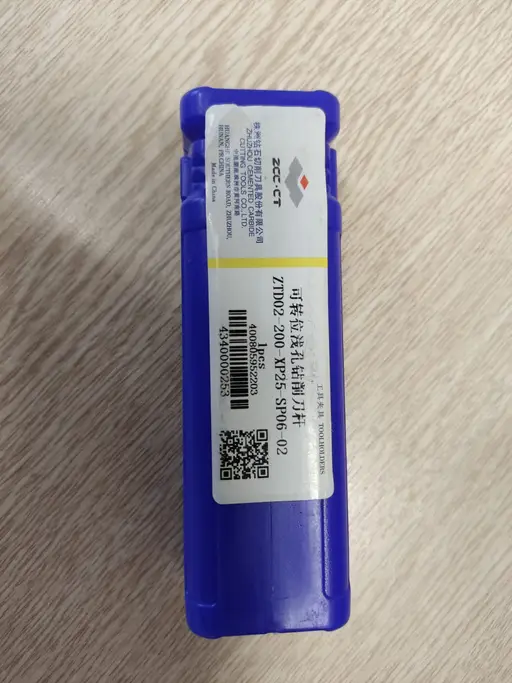 ZCC·CT
株洲钻石切削刀具股份有限公司
ZHUZHOU CEMENTED CARBIDE
CUTTING TOOLS CO., LTD.
HUNAN, P.R.CHINA
Made in China
工具夹具 TOOLHOLDERS
可转位浅孔钻削刀杆
ZTD02-200-XP25-SP06-02
1pcs
400805952203
4340000253